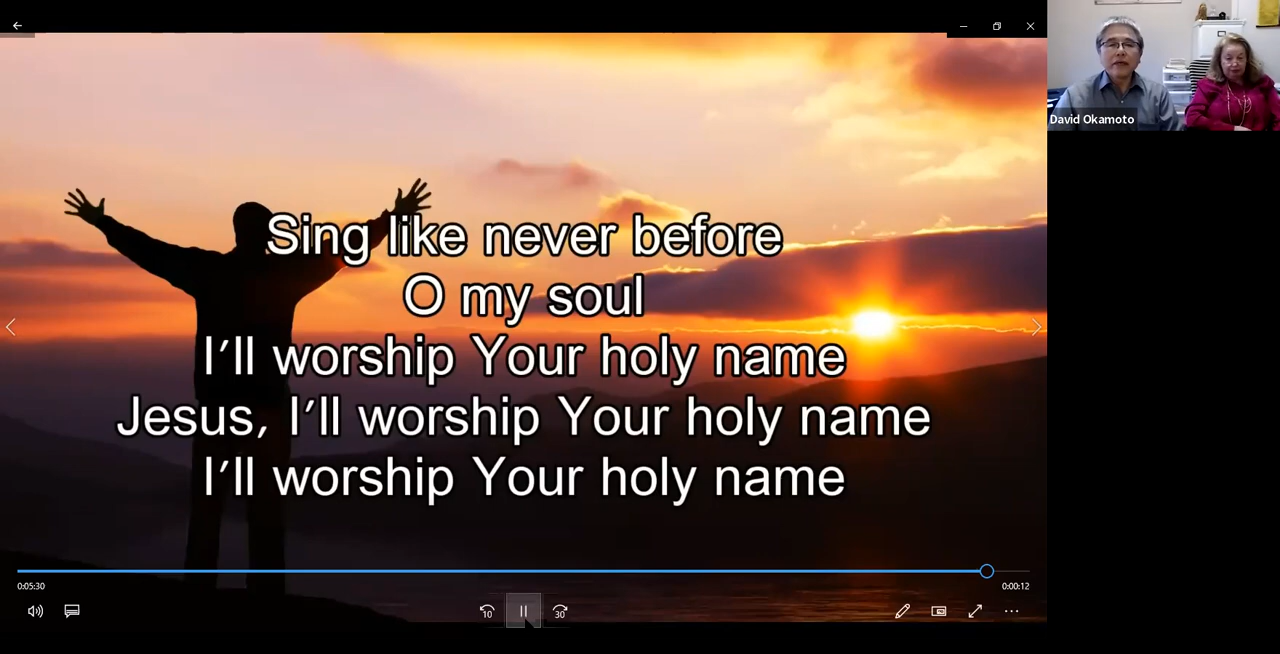 David Okamoto
Sing like never before
O my soul
I’ll worship Your holy name
Jesus, I’ll worship Your holy name
I’ll worship Your holy name
0:05:30
0:00:12
10
30